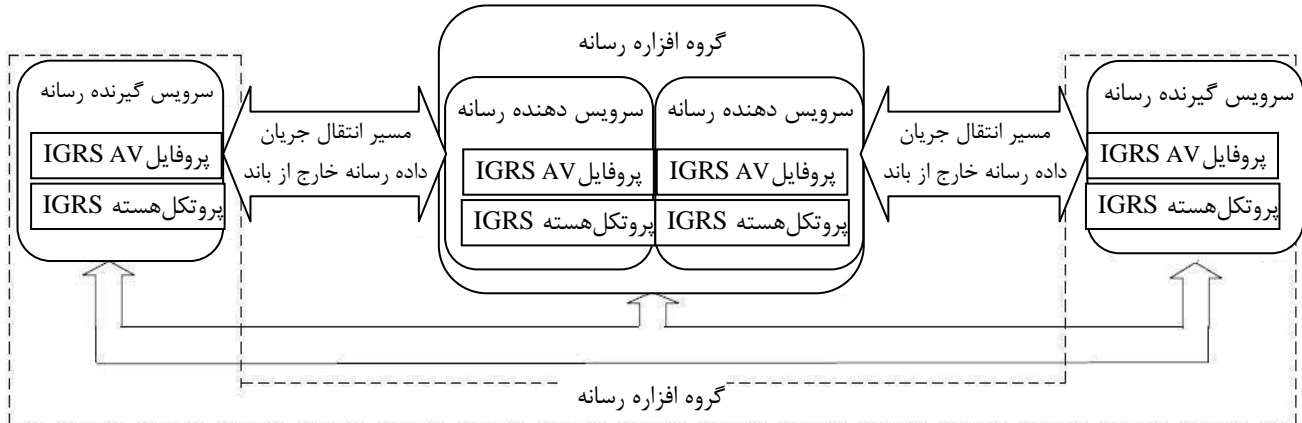 گروه افزاره رسانه
سرویس گیرنده رسانه
پروفایل IGRS AV
پروتکل هسته IGRS
مسیر انتقال جریان
داده رسانه خارج از باند
سرویس دهنده رسانه
پروفایل IGRS AV
پروتکل هسته IGRS
سرویس دهنده رسانه
پروفایل IGRS AV
پروتکل هسته IGRS
مسیر انتقال جریان
داده رسانه خارج از باند
سرویس گیرنده رسانه
پروفایل IGRS AV
پروتکل هسته IGRS
گروه افزاره رسانه